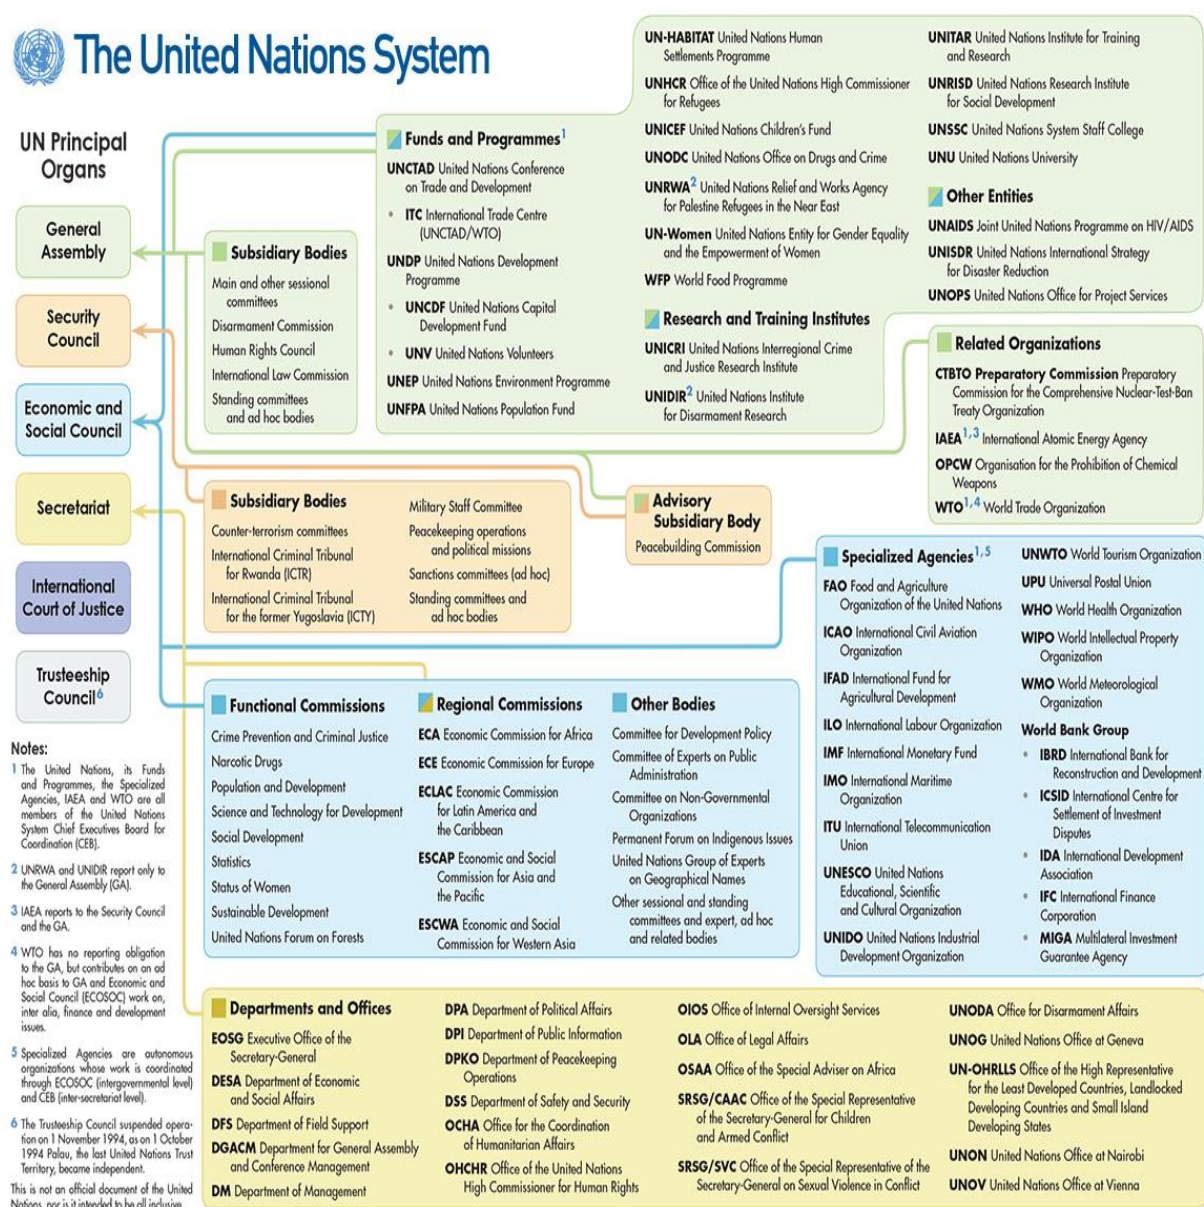 The United Nations System
UN Principal
Organs
General
Assembly
Security
Council
Economic and
Social Council
Secretariat
International
Court of Justice
Trusteeship
Council6
Notes:
1 The United Nations, its Funds
and Programmes, the Specialized
Agencies, IAEA and WTO are all
members of the United Nations
System Chief Executives Board for
Coordination (CEB).
2 UNRWA and UNIDIR report only to
the General Assembly (GA).
3 IAEA reports to the Security Council
and the GA.
4 WTO has no reporting obligation
to the GA, but contributes on an ad
hoc basis to GA and Economic and
Social Council (ECOSOC) work on,
inter alia, finance and development
issues.
5 Specialized Agencies are autonomous
organizations whose work is coordinated
through ECOSOC (intergovernmental level)
and CEB (inter-secretariat level).
6 The Trusteeship Council suspended opera-
tion on 1 November 1994, as on 1 October
1994 Palau, the last United Nations Trust
Territory, became independent.
This is not an official document of the United
Nations, nor is it intended to be all inclusive.
Subsidiary Bodies
Main and other sessional
committees
Disarmament Commission
Human Rights Council
International Law Commission
Standing committees
and ad hoc bodies
Funds and Programmes1
UNCTAD United Nations Conference
on Trade and Development
• ITC International Trade Centre
(UNCTAD/WTO)
UNDP United Nations Development
Programme
• UNCDF United Nations Capital
Development Fund
• UNV United Nations Volunteers
UNEP United Nations Environment Programme
UNFPA United Nations Population Fund
UN-HABITAT United Nations Human
Settlements Programme
UNHCR Office of the United Nations High Commissioner
for Refugees
UNICEF United Nations Children's Fund
UNODC United Nations Office on Drugs and Crime
UNRWA2 United Nations Relief and Works Agency
for Palestine Refugees in the Near East
UN-Women United Nations Entity for Gender Equality
and the Empowerment of Women
WFP World Food Programme
Research and Training Institutes
UNICRI United Nations Interregional Crime
and Justice Research Institute
UNIDIR2 United Nations Institute
for Disarmament Research
UNITAR United Nations Institute for Training
and Research
UNRISD United Nations Research Institute
for Social Development
UNSSC United Nations System Staff College
UNU United Nations University
Other Entities
UNAIDS Joint United Nations Programme on HIV/AIDS
UNISDR United Nations International Strategy
for Disaster Reduction
UNOPS United Nations Office for Project Services
Related Organizations
CTBTO Preparatory Commission Preparatory
Commission for the Comprehensive Nuclear-Test-Ban
Treaty Organization
IAEA1,3 International Atomic Energy Agency
OPCW Organisation for the Prohibition of Chemical
Weapons
WTO1,4 World Trade Organization
Subsidiary Bodies
Counter-terrorism committees
International Criminal Tribunal
for Rwanda (ICTR)
International Criminal Tribunal
for the former Yugoslavia (ICTY)
Military Staff Committee
Peacekeeping operations
and political missions
Sanctions committees (ad hoc)
Standing committees and
ad hoc bodies
Advisory
Subsidiary Body
Peacebuilding Commission
Specialized Agencies1,5
FAO Food and Agriculture
Organization of the United Nations
ICAO International Civil Aviation
Organization
IFAD International Fund for
Agricultural Development
ILO International Labour Organization
IMF International Monetary Fund
IMO International Maritime
Organization
ITU International Telecommunication
Union
UNESCO United Nations
Educational, Scientific
and Cultural Organization
UNIDO United Nations Industrial
Development Organization
UNWTO World Tourism Organization
UPU Universal Postal Union
WHO World Health Organization
WIPO World Intellectual Property
Organization
WMO World Meteorological
Organization
World Bank Group
• IBRD International Bank for
Reconstruction and Development
• ICSID International Centre for
Settlement of Investment
Disputes
• IDA International Development
Association
• IFC International Finance
Corporation
• MIGA Multilateral Investment
Guarantee Agency
Functional Commissions
Crime Prevention and Criminal Justice
Narcotic Drugs
Population and Development
Science and Technology for Development
Social Development
Statistics
Status of Women
Sustainable Development
United Nations Forum on Forests
Regional Commissions
ECA Economic Commission for Africa
ECE Economic Commission for Europe
ECLAC Economic Commission
for Latin America and
the Caribbean
ESCAP Economic and Social
Commission for Asia and
the Pacific
ESCWA Economic and Social
Commission for Western Asia
Other Bodies
Committee for Development Policy
Committee of Experts on Public
Administration
Committee on Non-Governmental
Organizations
Permanent Forum on Indigenous Issues
United Nations Group of Experts
on Geographical Names
Other sessional and standing
committees and expert, ad hoc
and related bodies
Departments and Offices
EOSG Executive Office of the
Secretary-General
DESA Department of Economic
and Social Affairs
DFS Department of Field Support
DGACM Department for General Assembly
and Conference Management
DM Department of Management
DPA Department of Political Affairs
DPI Department of Public Information
DPKO Department of Peacekeeping
Operations
DSS Department of Safety and Security
OCHA Office for the Coordination
of Humanitarian Affairs
OHCHR Office of the United Nations
High Commissioner for Human Rights
OIOS Office of Internal Oversight Services
OLA Office of Legal Affairs
OSAA Office of the Special Adviser on Africa
SRSG/CAAC Office of the Special Representative
of the Secretary-General for Children
and Armed Conflict
SRSG/SVC Office of the Special Representative of the
Secretary-General on Sexual Violence in Conflict
UNODA Office for Disarmament Affairs
UNOG United Nations Office at Geneva
UN-OHRLLS Office of the High Representative
for the Least Developed Countries, Landlocked
Developing Countries and Small Island
Developing States
UNON United Nations Office at Nairobi
UNOV United Nations Office at Vienna